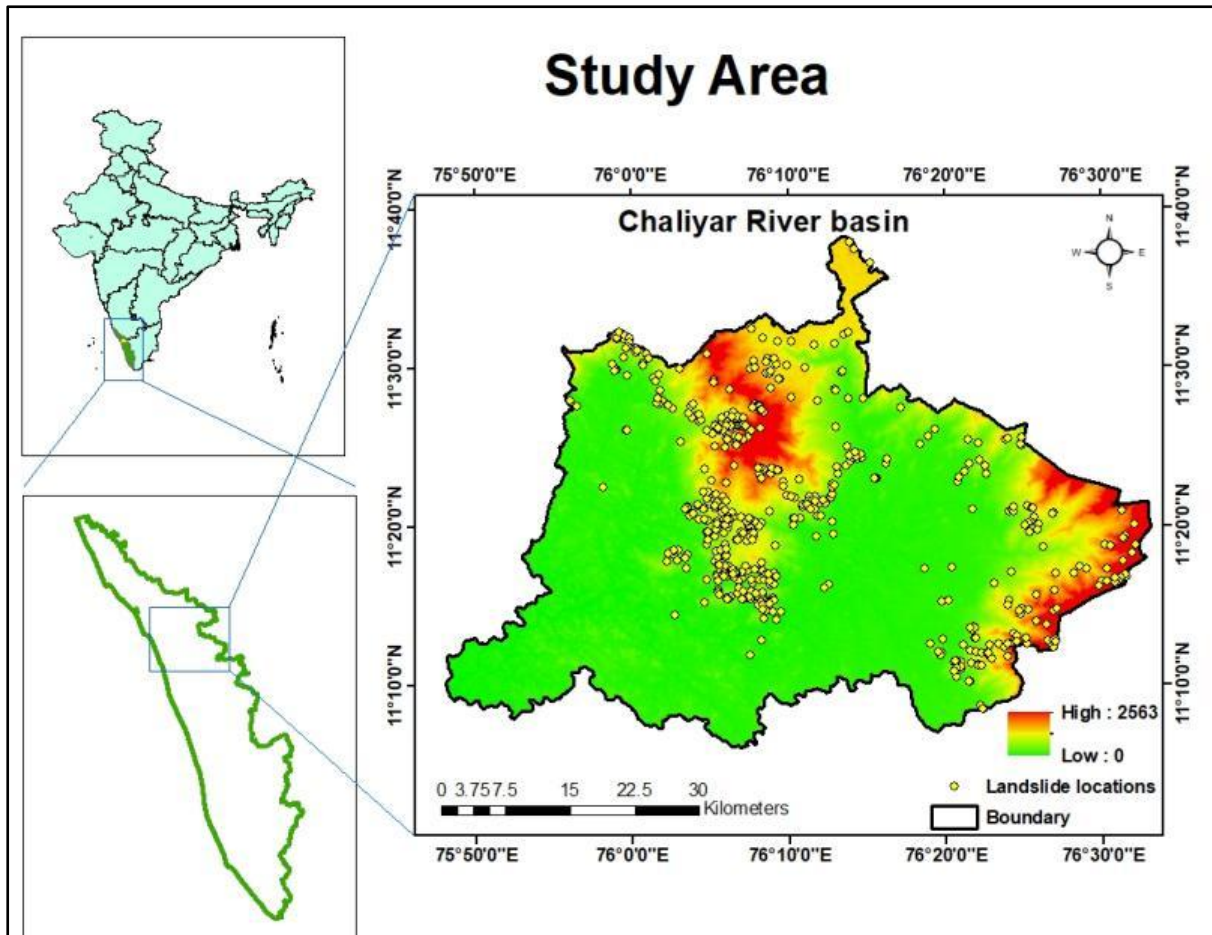 Study Area
75°50'0"E 76°0'0"E 76°10'0"E 76°20'0"E 76°30'0"E
Chaliyar River basin
N
W E
S
11°40'0"N 11°40'0"N
11°30'0"N 11°30'0"N
11°20'0"N 11°20'0"N
11°10'0"N 11°10'0"N
High : 2563
Low : 0
Landslide locations
Boundary
0 3.757.5 15 22.5 30
Kilometers
75°50'0"E 76°0'0"E 76°10'0"E 76°20'0"E 76°30'0"E